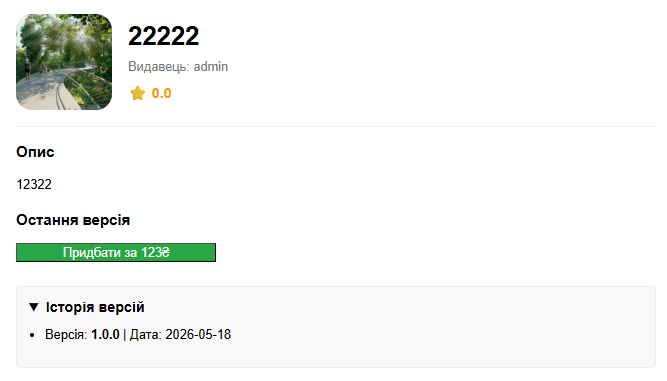 22222
Видавець: admin
0.0
Опис
12322
Остання версія
Придбати за 123₴
Історія версій
Версія: 1.0.0 | Дата: 2026-05-18